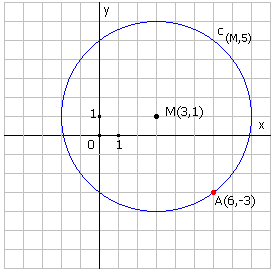 y
C (M,5)
x
M(3,1)
1
0 1
A(6,-3)